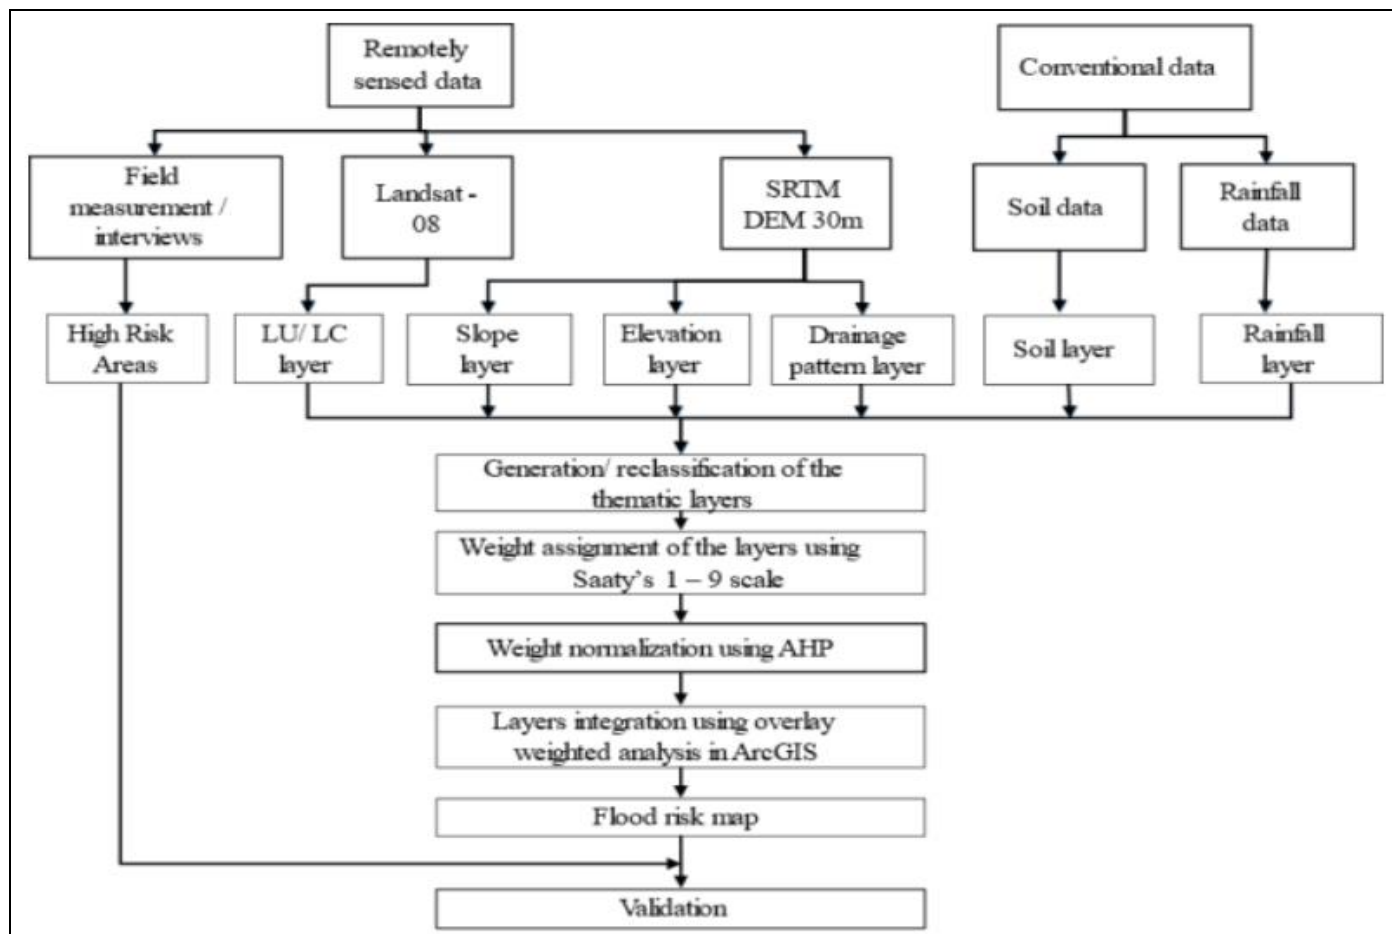 Remotely
sensed data
Conventional data
Field
measurement /
interviews
Landsat -
08
SRTM
DEM 30m
Soil data
Rainfall
data
High Risk
Areas
LU/ LC
layer
Slope
layer
Elevation
layer
Drainage
pattern layer
Soil layer
Rainfall
layer
Generation/ reclassification of the
thematic layers
Weight assignment of the layers using
Saaty's 1 – 9 scale
Weight normalization using AHP
Layers integration using overlay
weighted analysis in ArcGIS
Flood risk map
Validation